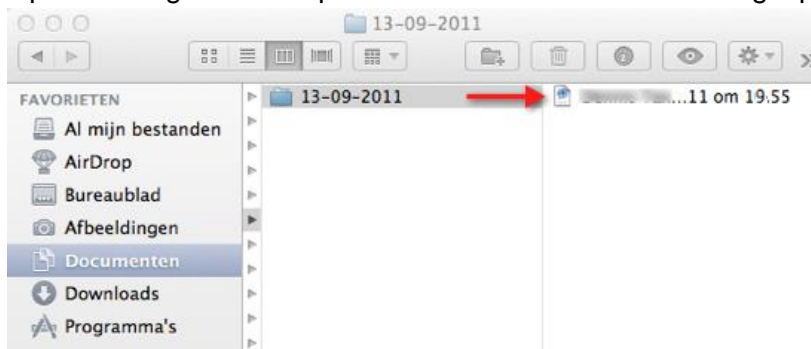 13-09-2011
FAVORIETEN
Al mijn bestanden
AirDrop
Bureaublad
Afbeeldingen
Documenten
Downloads
Programma's
13-09-2011
...11 om 19.55